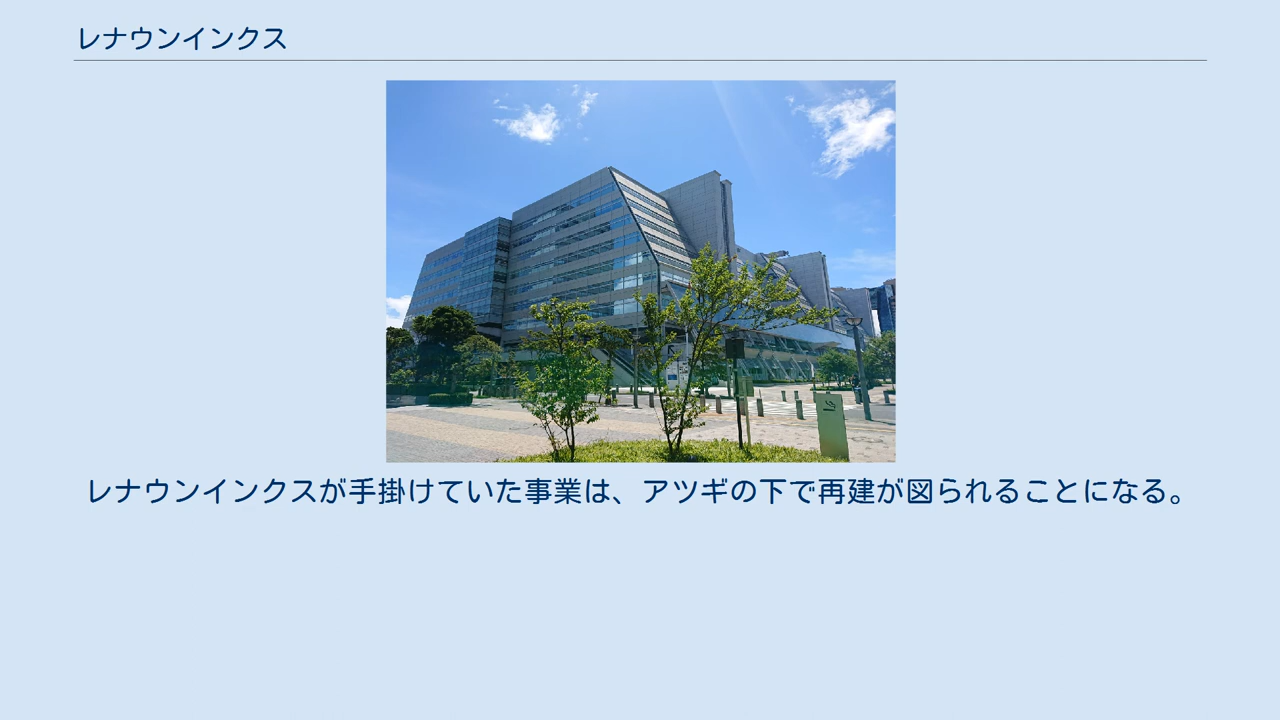 レナウンインクス
レナウンインクスが手掛けていた事業は、アツギの下で再建が図られることになる。